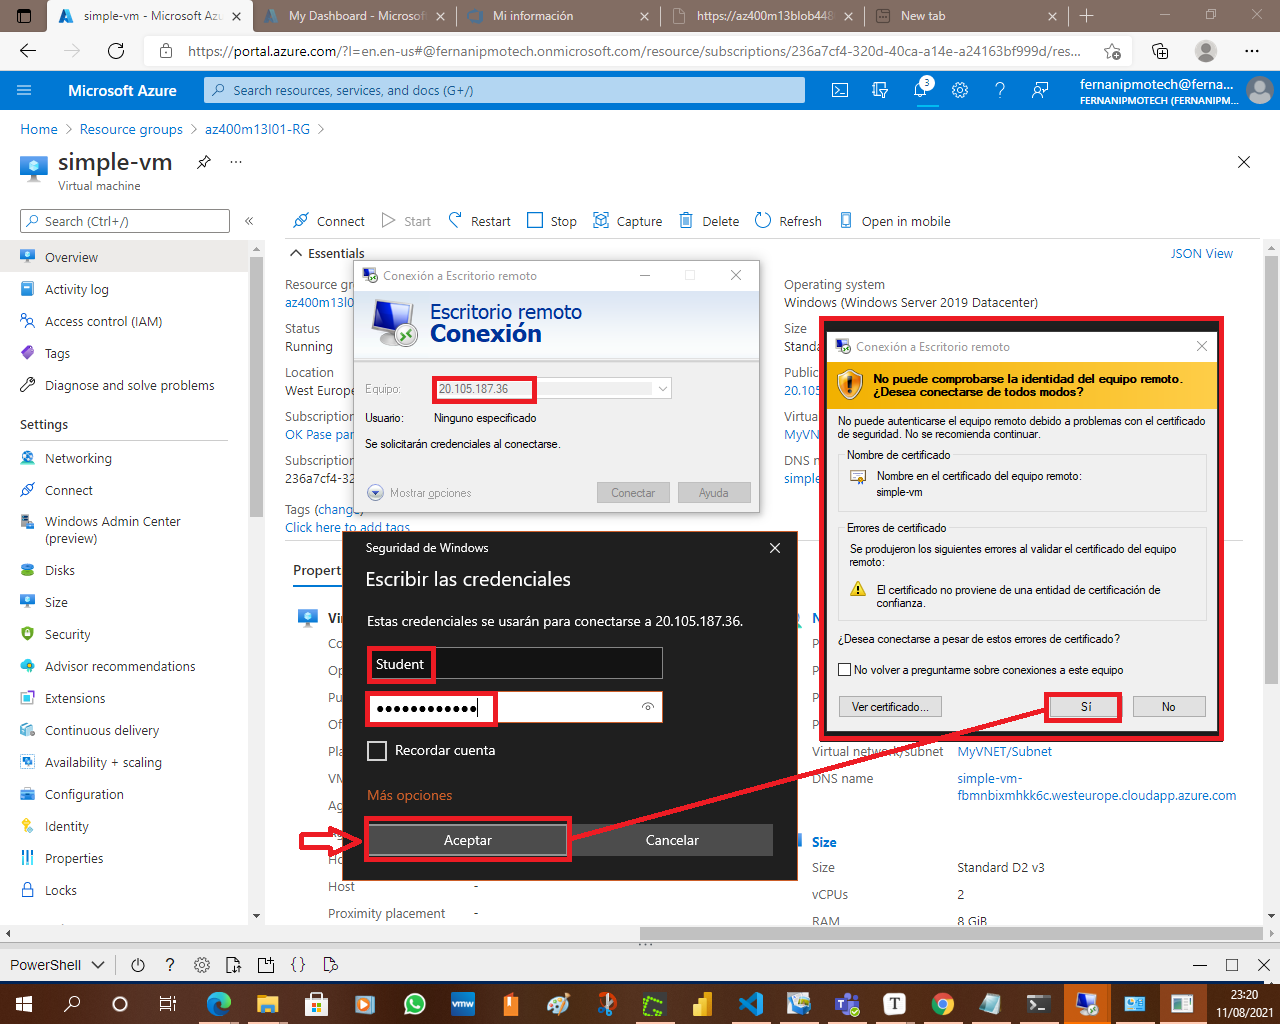 simple-vm - Microsoft Azu
My Dashboard - Microsof
Mi información
https://az400m13blob448
New tab
https://portal.azure.com/?l=en.en-us#@fernanipmotech.onmicrosoft.com/resource/subscriptions/236a7cf4-320d-40ca-a14e-a24163bf999d/res...
Microsoft Azure
Search resources, services, and docs (G+/)
3
fernanipmotech@ferna...
FERNANIPMOTECH (FERNANIPM...
Home > Resource groups > az400m13l01-RG >
simple-vm
Virtual machine
Search (Ctrl+/)
Connect
Start
Restart
Stop
Capture
Delete
Refresh
Open in mobile
Overview
Activity log
Access control (IAM)
Tags
Diagnose and solve problems
Settings
Networking
Connect
Windows Admin Center
(preview)
Disks
Size
Security
Advisor recommendations
Extensions
Continuous delivery
Availability + scaling
Configuration
Identity
Properties
Locks
Essentials
JSON View
Resource gr
az400m13l0
Status
Running
Location
West Europe
Subscription
OK Pase par
Subscription
236a7cf4-32
Tags (change)
Click here to add tags
Operating system
Windows (Windows Server 2019 Datacenter)
Size
Standa
Public
20.105
Virtual
MyVN
DNS n
simple
Conexión a Escritorio remoto
Escritorio remoto
Conexión
Equipo: 20.105.187.36
Usuario: Ninguno especificado
Se solicitarán credenciales al conectarse.
Mostrar opciones
Conectar
Ayuda
Propert
Seguridad de Windows
Escribir las credenciales
Estas credenciales se usarán para conectarse a 20.105.187.36.
Student
Recordar cuenta
Más opciones
Aceptar
Cancelar
Conexión a Escritorio remoto
No puede comprobarse la identidad del equipo remoto.
¿Desea conectarse de todos modos?
No puede autenticarse el equipo remoto debido a problemas con el certificado
de seguridad. No se recomienda continuar.
Nombre de certificado
Nombre en el certificado del equipo remoto:
simple-vm
Errores de certificado
Se produjeron los siguientes errores al validar el certificado del equipo
remoto:
El certificado no proviene de una entidad de certificación de
confianza.
¿Desea conectarse a pesar de estos errores de certificado?
No volver a preguntarme sobre conexiones a este equipo
Ver certificado...
Sí
No
Host -
Proximity placement -
Virtual network/subnet MyVNET/Subnet
DNS name simple-vm-
fbmnbixmhkk6c.westeurope.cloudapp.azure.com
Size
Size Standard D2 v3
vCPUs 2
RAM 8 GiB
PowerShell
23:20
11/08/2021